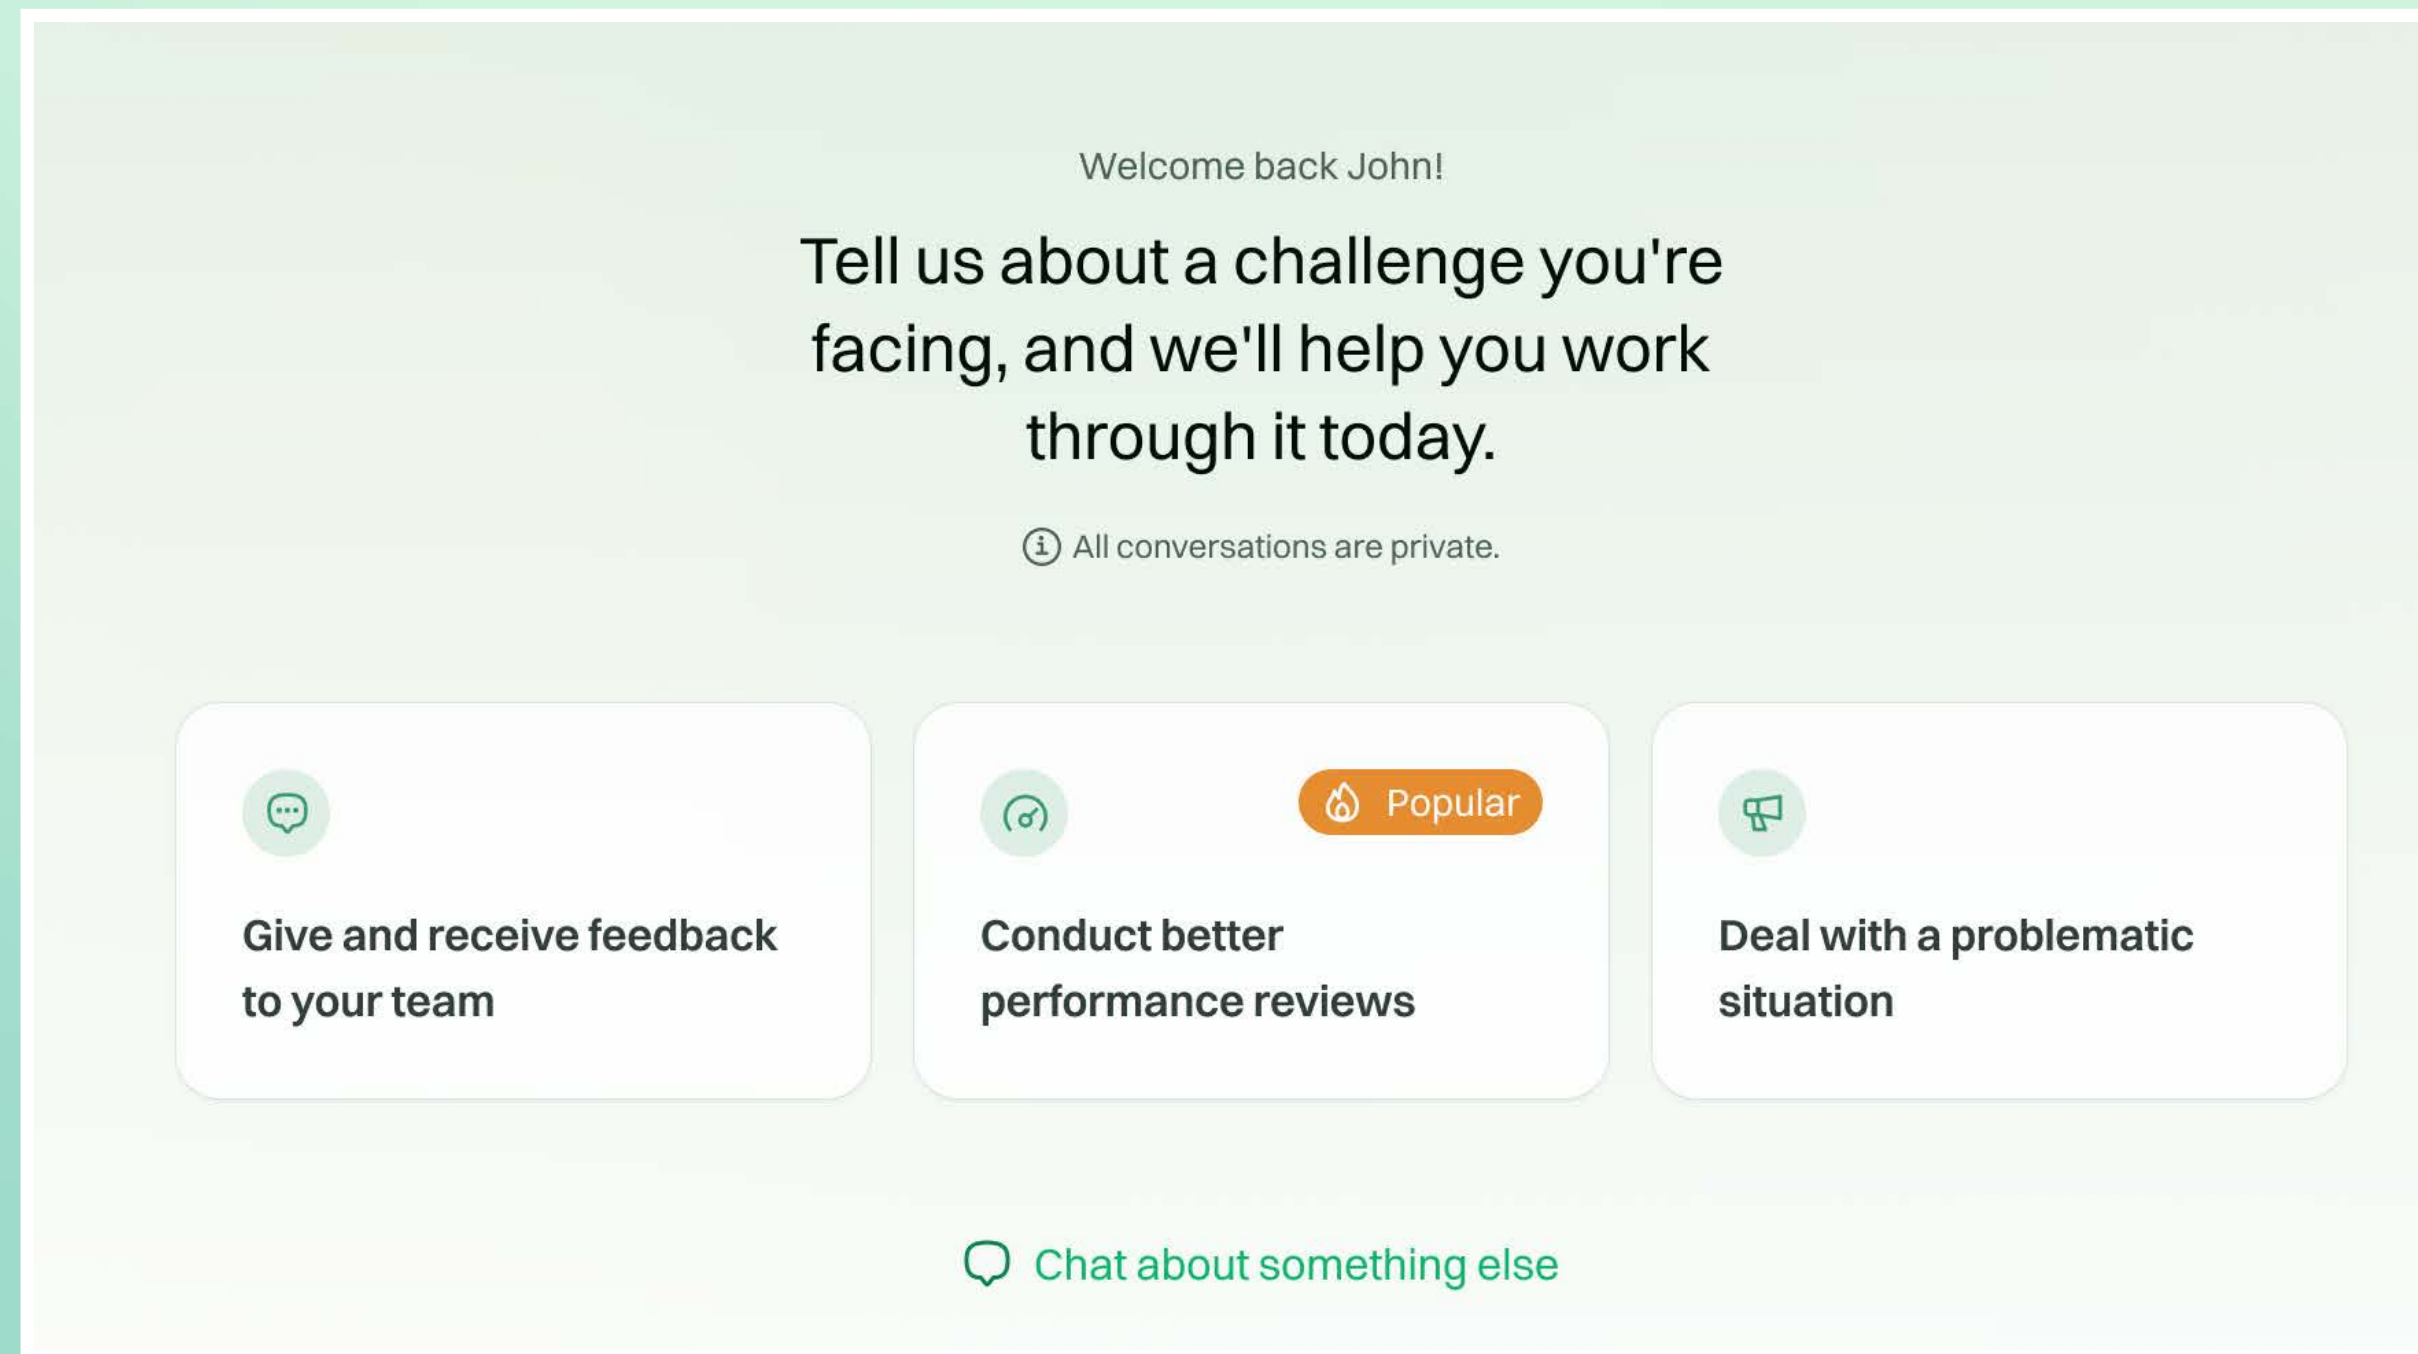 Welcome back John!
Tell us about a challenge you're
facing, and we'll help you work
through it today.
All conversations are private.
Give and receive feedback
to your team
Popular
Conduct better
performance reviews
Deal with a problematic
situation
Chat about something else